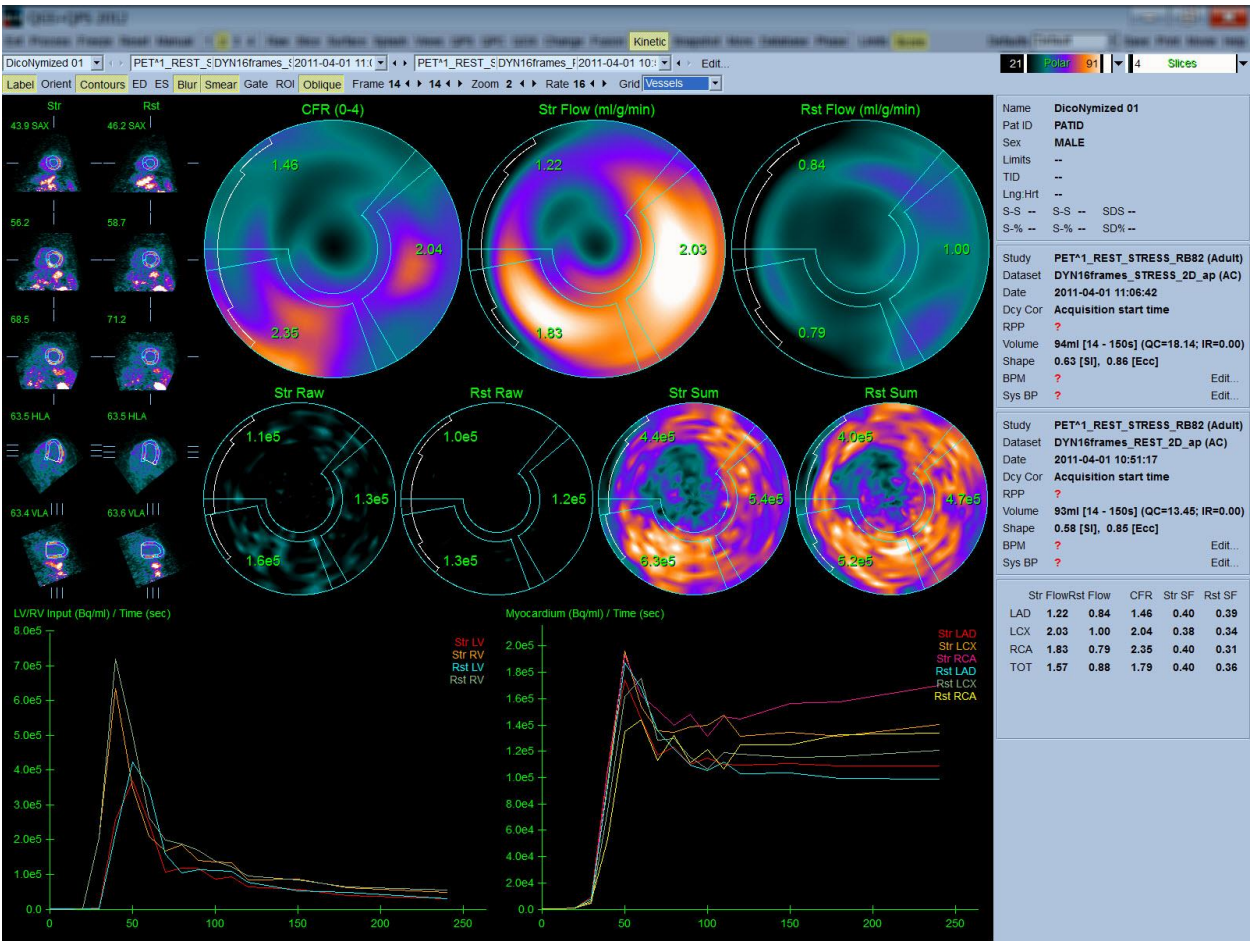 QGS+QPS 2012
Kinetic
DicoNymized 01 PET^1_REST_S DYN16frames_S 2011-04-01 11:0 PET^1_REST_S DYN16frames_F 2011-04-01 10: Edit...
21 Polar 91 4 Slices
Label Orient Contours ED ES Blur Smear Gate ROI Oblique Frame 14 14 Zoom 2 Rate 16 Grid Vessels
Str Rst
43.9 SAX 46.2 SAX
56.2 58.7
68.5 71.2
63.5 HLA 63.5 HLA
63.4 VLA 63.6 VLA
CFR (0-4) Str Flow (ml/g/min) Rst Flow (ml/g/min)
1.46 1.22 0.84
2.04 2.03 1.00
2.35 1.83 0.79
Str Raw Rst Raw Str Sum Rst Sum
1.1e5 1.0e5 4.4e5 4.0e5
1.3e5 1.2e5 5.4e5 4.7e5
1.6e5 1.3e5 6.3e5 5.2e5
LV/RV Input (Bq/ml) / Time (sec)
8.0e5
7.0e5
6.0e5
5.0e5
4.0e5
3.0e5
2.0e5
1.0e5
0.0
0 50 100 150 200 250
Str LV
Str RV
Rst LV
Rst RV
Myocardium (Bq/ml) / Time (sec)
2.0e5
1.8e5
1.6e5
1.4e5
1.2e5
1.0e5
8.0e4
6.0e4
4.0e4
2.0e4
0.0
0 50 100 150 200 250
Str LAD
Str LCX
Str RCA
Rst LAD
Rst LCX
Rst RCA
Name DicoNymized 01
Pat ID PATID
Sex MALE
Limits --
TID --
Lng:Hrt --
S-S -- S-S -- SDS --
S-% -- S-% -- SD% --
Study PET^1_REST_STRESS_RB82 (Adult)
Dataset DYN16frames_STRESS_2D_ap (AC)
Date 2011-04-01 11:06:42
Dcy Cor Acquisition start time
RPP ?
Volume 94ml [14 - 150s] (QC=18.14; IR=0.00)
Shape 0.63 [SI], 0.86 [Ecc]
BPM ? Edit...
Sys BP ? Edit...
Study PET^1_REST_STRESS_RB82 (Adult)
Dataset DYN16frames_REST_2D_ap (AC)
Date 2011-04-01 10:51:17
Dcy Cor Acquisition start time
RPP ?
Volume 93ml [14 - 150s] (QC=13.45; IR=0.00)
Shape 0.58 [SI], 0.85 [Ecc]
BPM ? Edit...
Sys BP ? Edit...
Str Flow Rst Flow CFR Str SF Rst SF
LAD 1.22 0.84 1.46 0.40 0.39
LCX 2.03 1.00 2.04 0.38 0.34
RCA 1.83 0.79 2.35 0.40 0.31
TOT 1.57 0.88 1.79 0.40 0.36